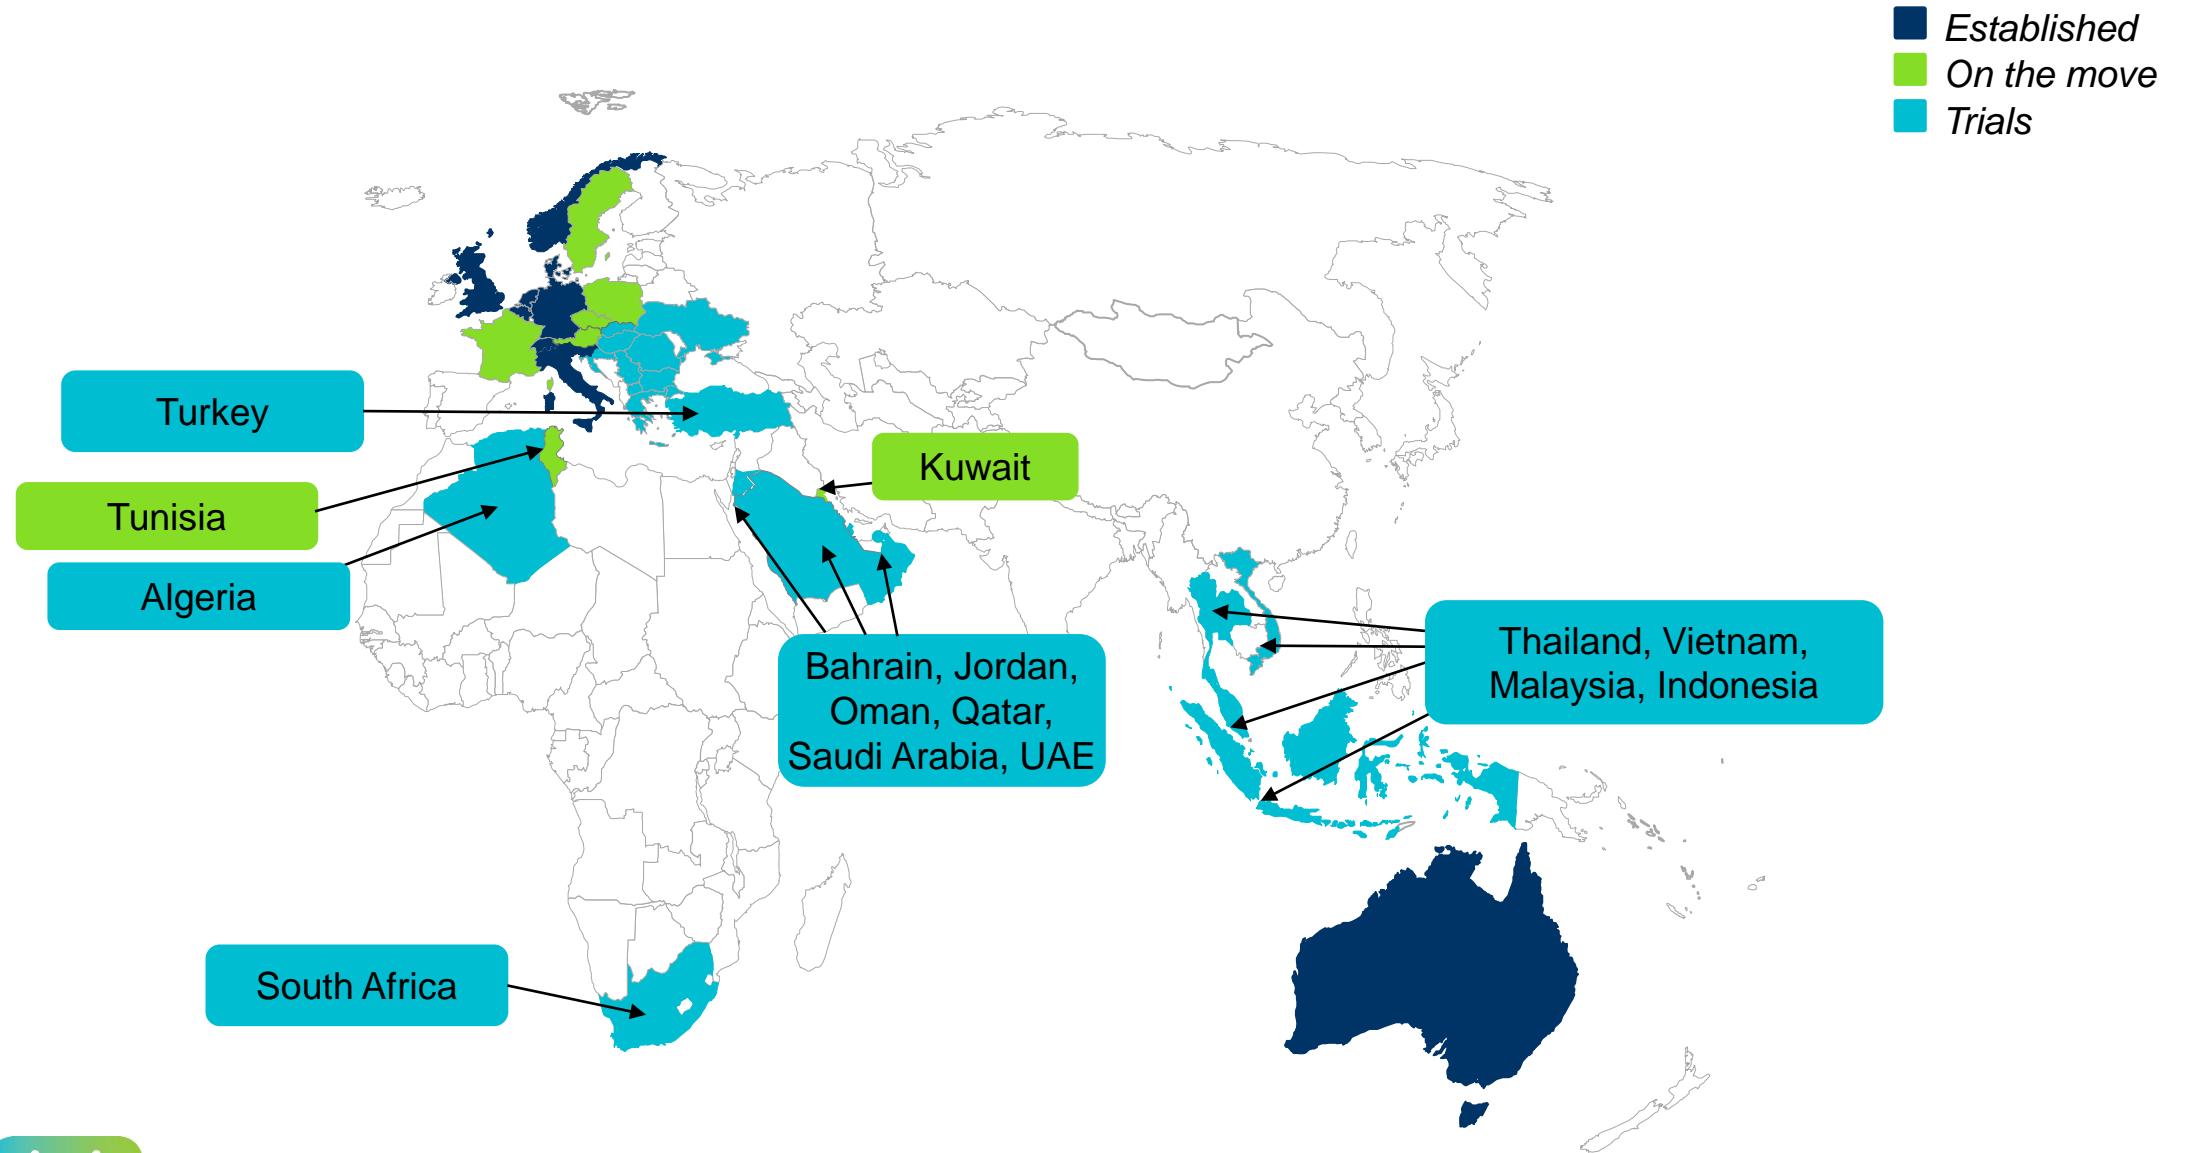 Established
On the move
Trials
Turkey
Kuwait
Tunisia
Algeria
Bahrain, Jordan,
Oman, Qatar,
Saudi Arabia, UAE
Thailand, Vietnam,
Malaysia, Indonesia
South Africa